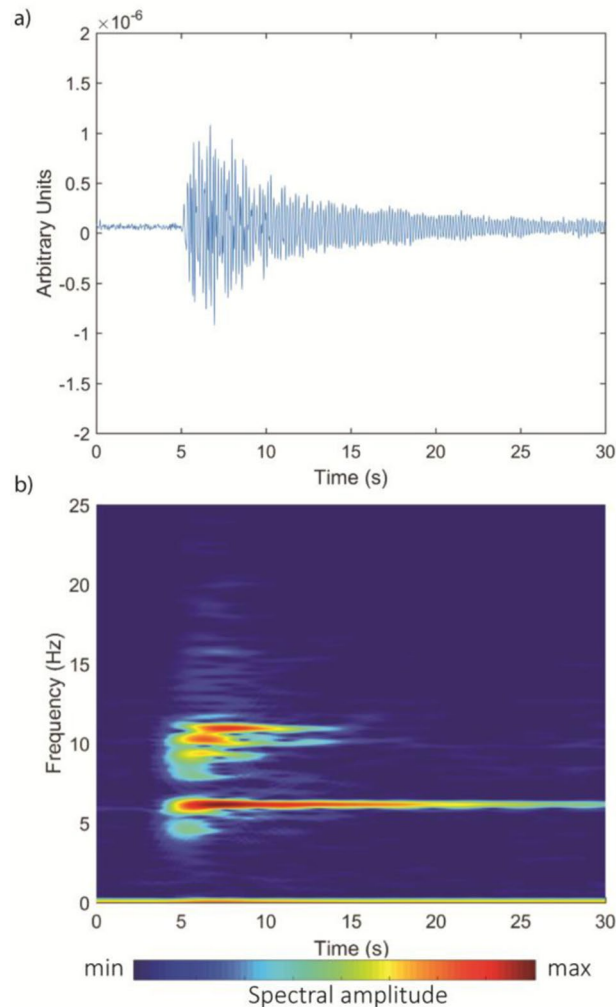 a)
×10⁻⁶
2
1.5
1
0.5
0
-0.5
-1
-1.5
-2
Arbitrary Units
0 5 10 15 20 25 30
Time (s)
b)
25
20
15
10
5
0
Frequency (Hz)
0 5 10 15 20 25 30
Time (s)
min max
Spectral amplitude